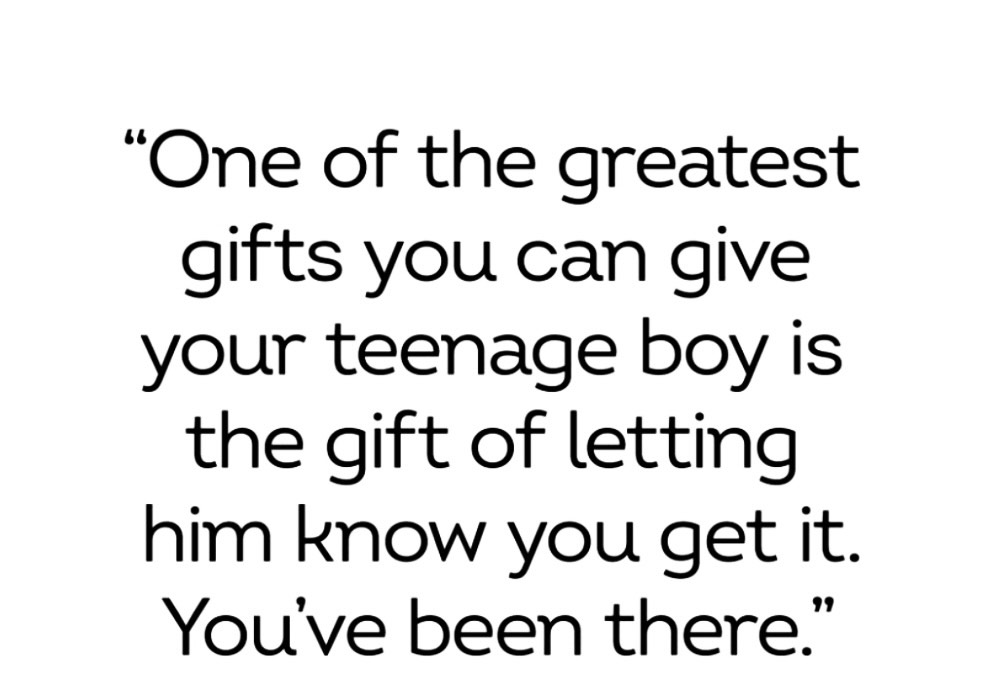 “One of the greatest
gifts you can give
your teenage boy is
the gift of letting
him know you get it.
You’ve been there.”